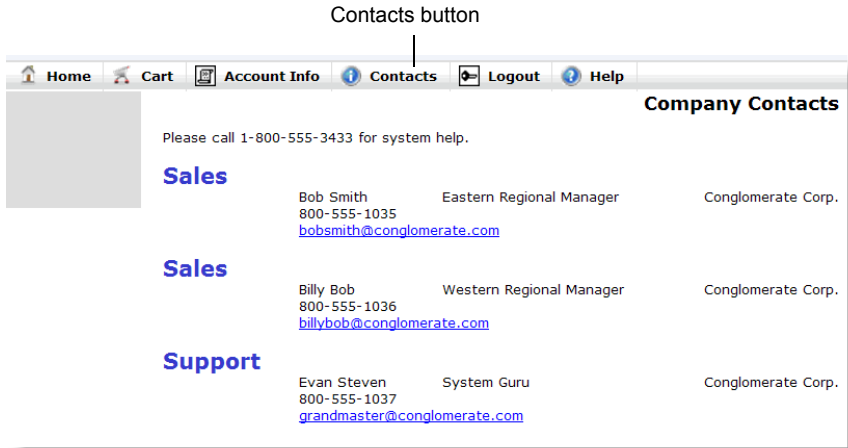 Contacts button
Home Cart Account Info Contacts Logout Help
Company Contacts
Please call 1-800-555-3433 for system help.
Sales
Bob Smith Eastern Regional Manager Conglomerate Corp.
800-555-1035
bobsmith@conglomerate.com
Sales
Billy Bob Western Regional Manager Conglomerate Corp.
800-555-1036
billybob@conglomerate.com
Support
Evan Steven System Guru Conglomerate Corp.
800-555-1037
grandmaster@conglomerate.com